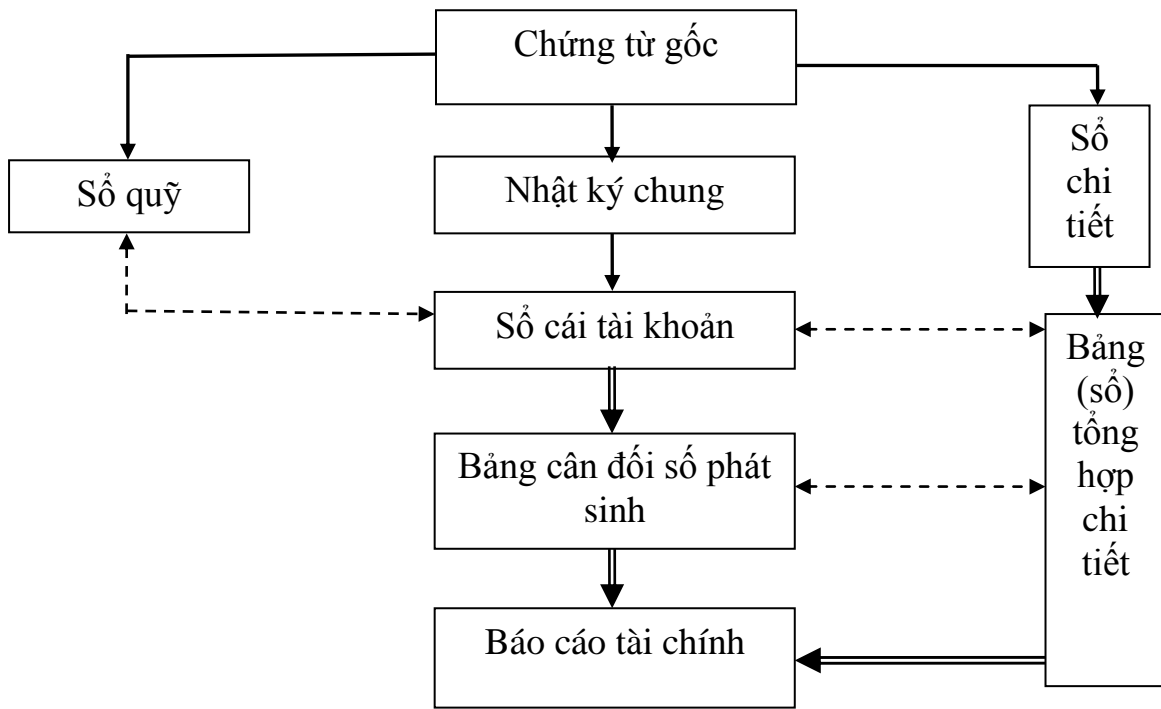 Chứng từ gốc
Sổ quỹ
Nhật ký chung
Sổ
chi
tiết
Sổ cái tài khoản
Bảng
(sổ)
tổng
hợp
chi
tiết
Bảng cân đối số phát
sinh
Báo cáo tài chính